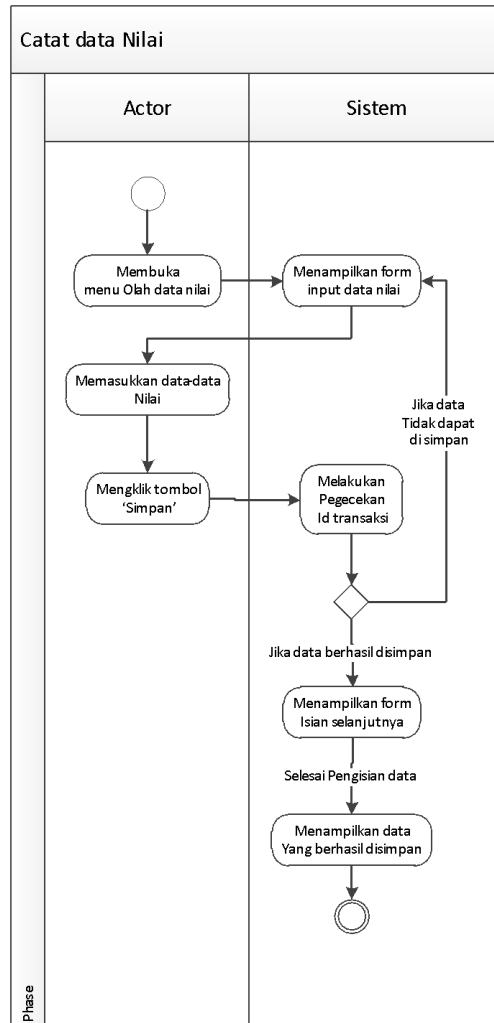 Catat data Nilai
Actor
Sistem
Membuka
menu Olah data nilai
Menampilkan form
input data nilai
Memasukkan data-data
Nilai
Jika data
Tidak dapat
di simpan
Mengklik tombol
‘Simpan’
Melakukan
Pegecekan
Id transaksi
Jika data berhasil disimpan
Menampilkan form
Isian selanjutnya
Selesai Pengisian data
Menampilkan data
Yang berhasil disimpan
Phase